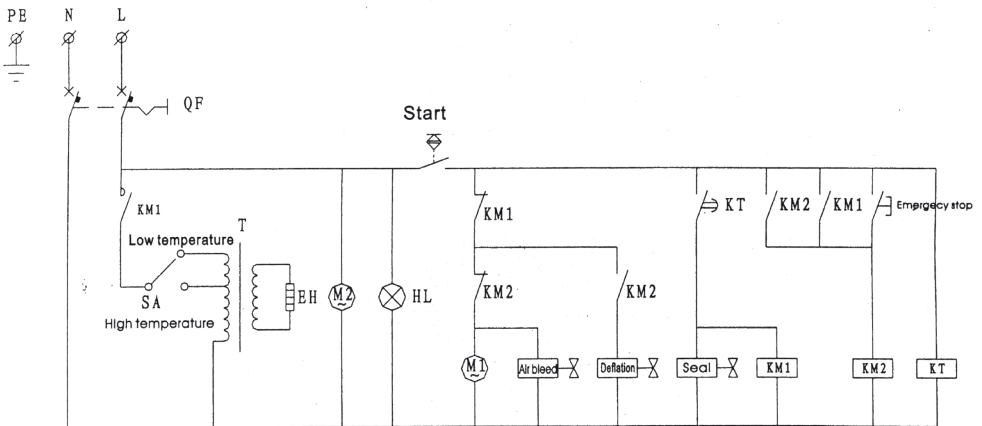 PE N L
QF
Start
KM1
KT
KM2
KM1
Emergecy stop
KM1
T
Low temperature
SA
High temperature
EH
M2
~
HL
KM2
KM2
M1
~
Air bleed
Deflation
Seal
KM1
KM2
KT